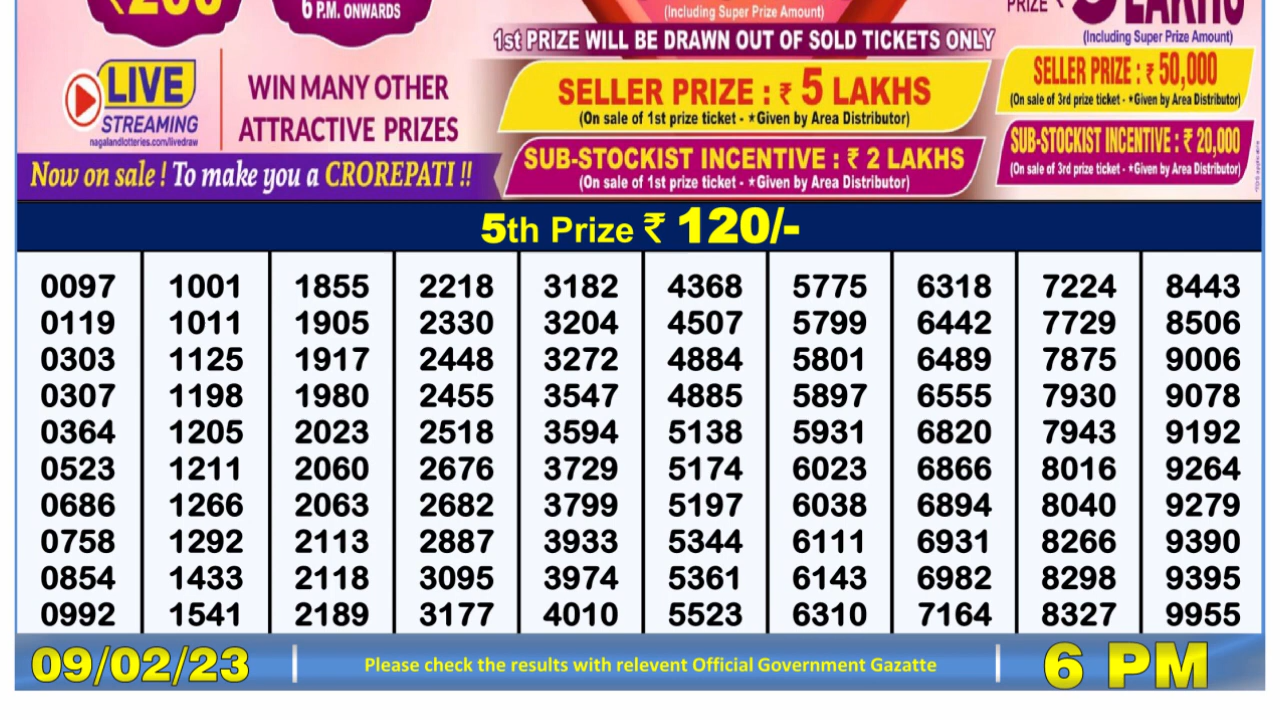 ₹200
6 P.M. ONWARDS
(Including Super Prize Amount)
PRIZE ₹ 5 LAKHS
(Including Super Prize Amount)
1st PRIZE WILL BE DRAWN OUT OF SOLD TICKETS ONLY
LIVE
STREAMING
nagalandlotteries.com/livedraw
WIN MANY OTHER
ATTRACTIVE PRIZES
SELLER PRIZE : ₹ 5 LAKHS
(On sale of 1st prize ticket - *Given by Area Distributor)
SELLER PRIZE : ₹ 50,000
(On sale of 3rd prize ticket - *Given by Area Distributor)
SUB-STOCKIST INCENTIVE : ₹ 2 LAKHS
(On sale of 1st prize ticket - *Given by Area Distributor)
SUB-STOCKIST INCENTIVE : ₹ 20,000
(On sale of 3rd prize ticket - *Given by Area Distributor)
*TDS Applicable
Now on sale ! To make you a CROREPATI !!
5th Prize ₹ 120/-
0097 1001 1855 2218 3182 4368 5775 6318 7224 8443
0119 1011 1905 2330 3204 4507 5799 6442 7729 8506
0303 1125 1917 2448 3272 4884 5801 6489 7875 9006
0307 1198 1980 2455 3547 4885 5897 6555 7930 9078
0364 1205 2023 2518 3594 5138 5931 6820 7943 9192
0523 1211 2060 2676 3729 5174 6023 6866 8016 9264
0686 1266 2063 2682 3799 5197 6038 6894 8040 9279
0758 1292 2113 2887 3933 5344 6111 6931 8266 9390
0854 1433 2118 3095 3974 5361 6143 6982 8298 9395
0992 1541 2189 3177 4010 5523 6310 7164 8327 9955
09/02/23 | Please check the results with relevent Official Government Gazatte | 6 PM